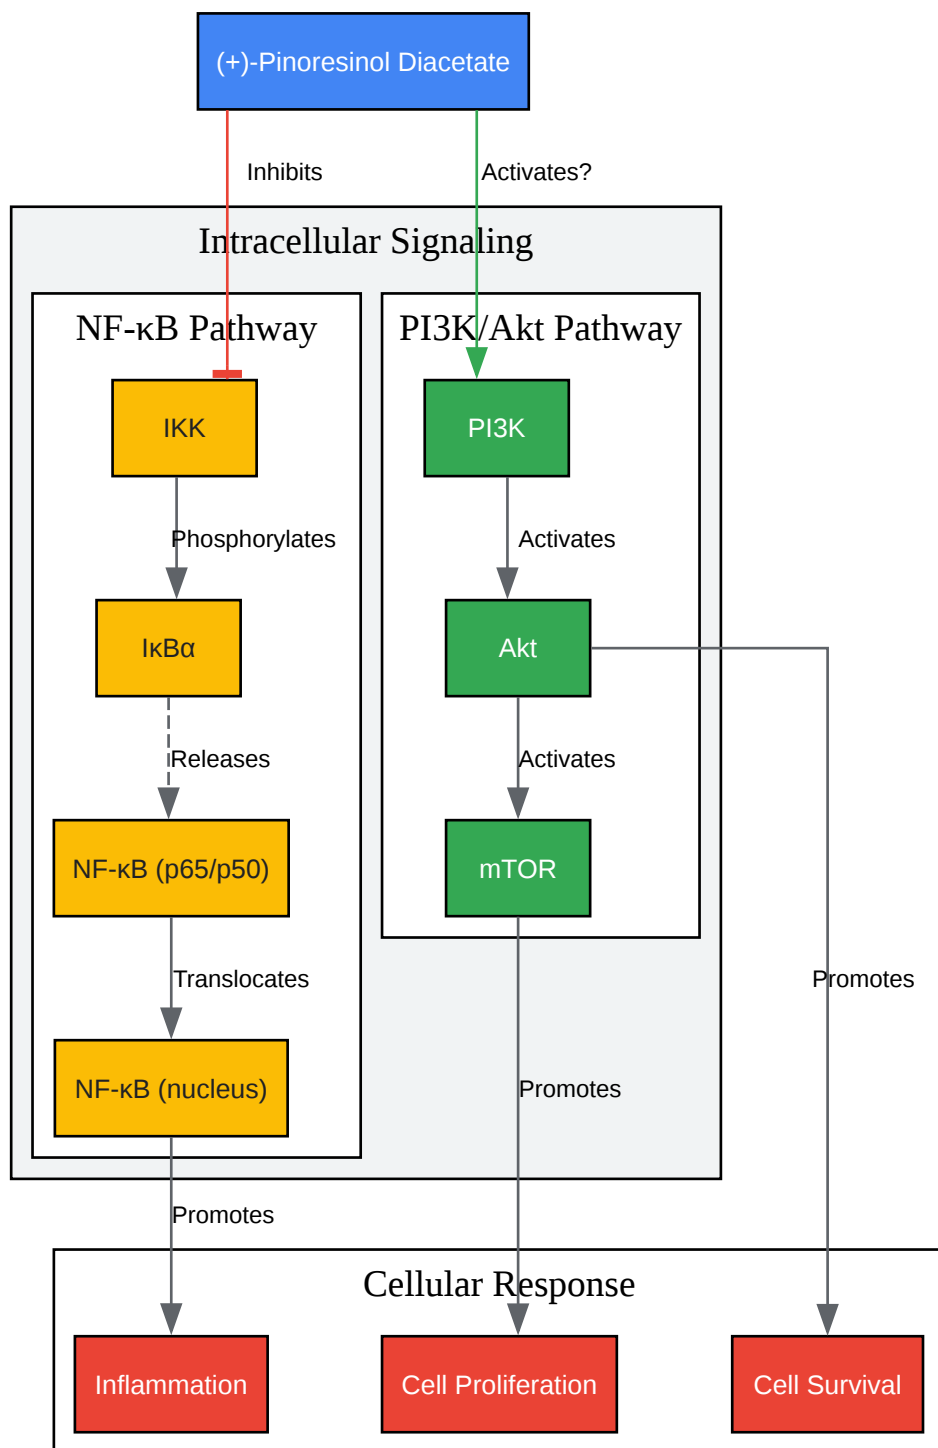 (+)-Pinoresinol Diacetate
Inhibits
Activates?
Intracellular Signaling
NF-κB Pathway
PI3K/Akt Pathway
IKK
PI3K
Phosphorylates
Activates
IκBα
Akt
Releases
Activates
NF-κB (p65/p50)
mTOR
Translocates
Promotes
NF-κB (nucleus)
Promotes
Promotes
Cellular Response
Inflammation
Cell Proliferation
Cell Survival